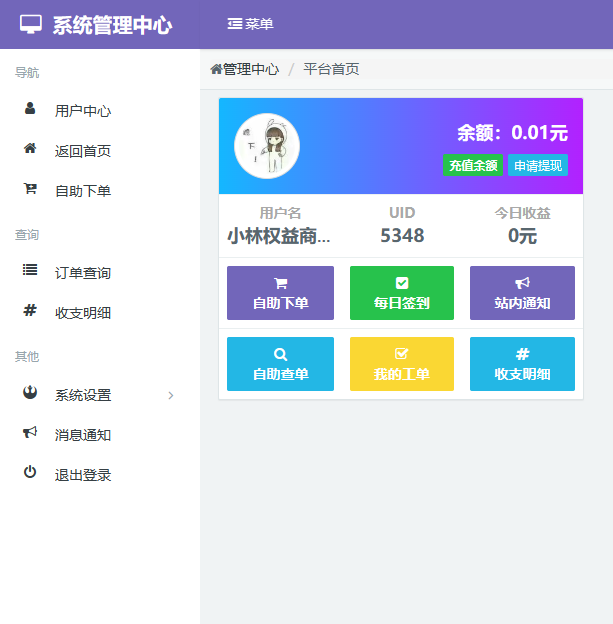 系统管理中心
菜单
导航
用户中心
返回首页
自助下单
查询
订单查询
收支明细
其他
系统设置
消息通知
退出登录
管理中心 / 平台首页
余额：0.01元
充值余额 申请提现
用户名 UID 今日收益
小林权益商... 5348 0元
自助下单 每日签到 站内通知
自助查单 我的工单 收支明细